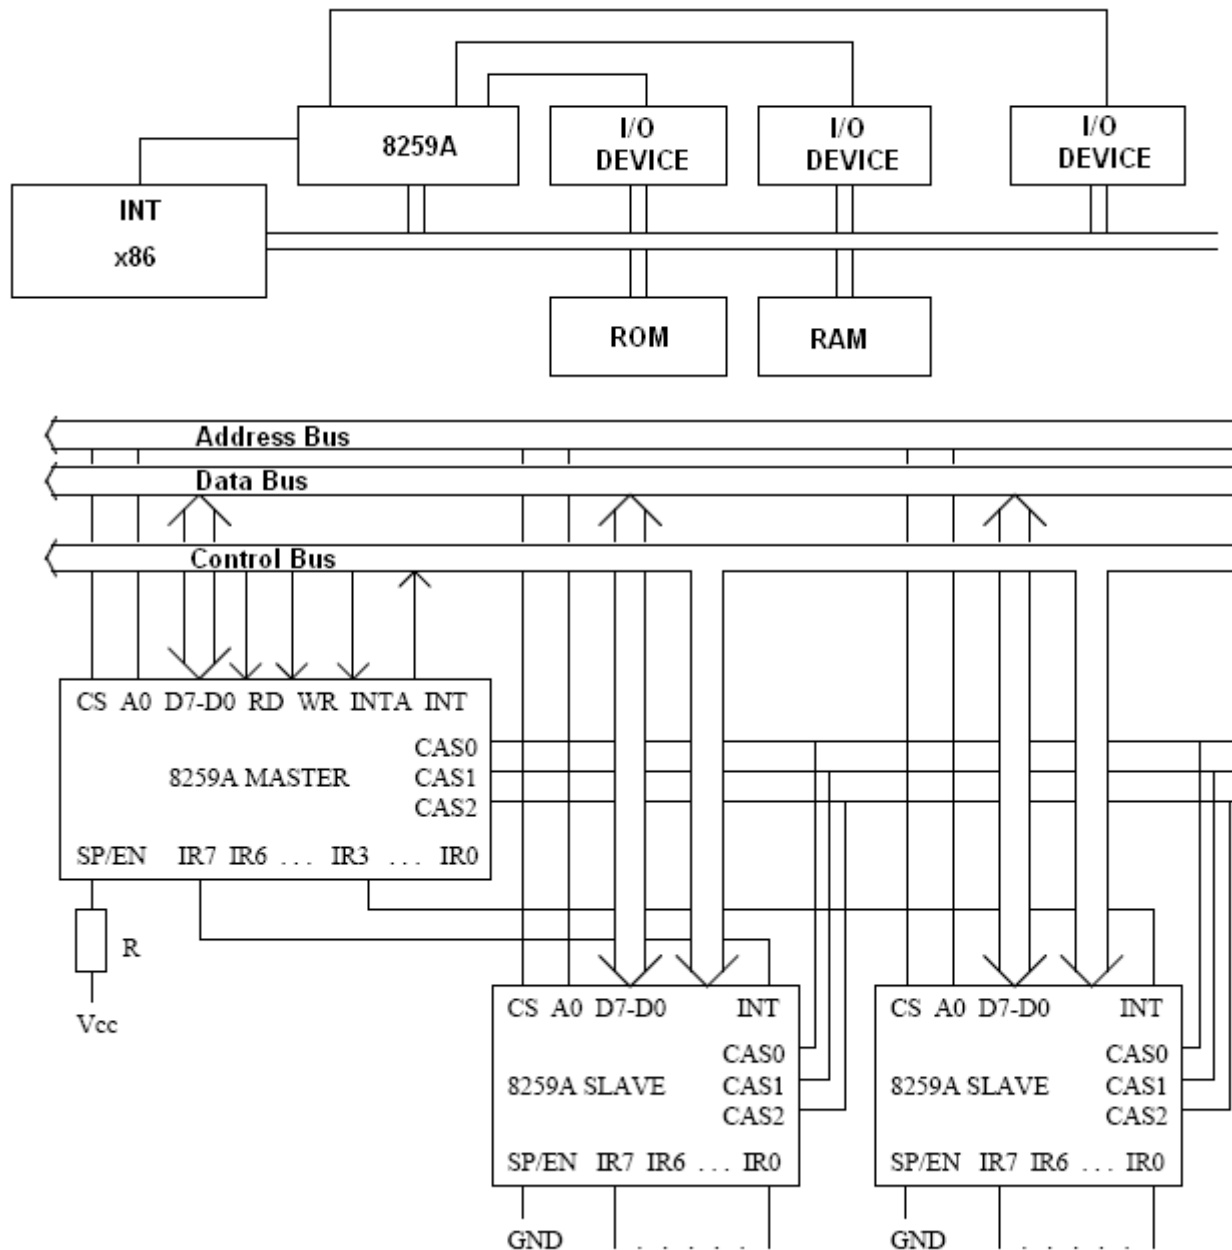 8259A
I/O
DEVICE
I/O
DEVICE
I/O
DEVICE
INT
x86
ROM
RAM
Address Bus
Data Bus
Control Bus
CS A0 D7-D0 RD WR INTA INT
CAS0
8259A MASTER
CAS1
CAS2
SP/EN IR7 IR6 ... IR3 ... IR0
R
Vcc
CS A0 D7-D0 INT
CAS0
8259A SLAVE
CAS1
CAS2
SP/EN IR7 IR6 ... IR0
GND . . . . .
CS A0 D7-D0 INT
CAS0
8259A SLAVE
CAS1
CAS2
SP/EN IR7 IR6 ... IR0
GND . . . . .